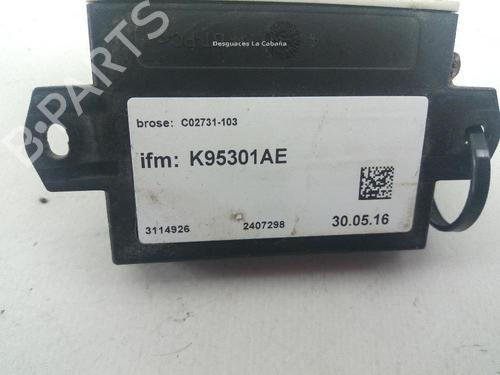 Desguaces La Cabaña
B-PARTS
brose: C02731-103
ifm: K95301AE
3114926 2407298 30.05.16